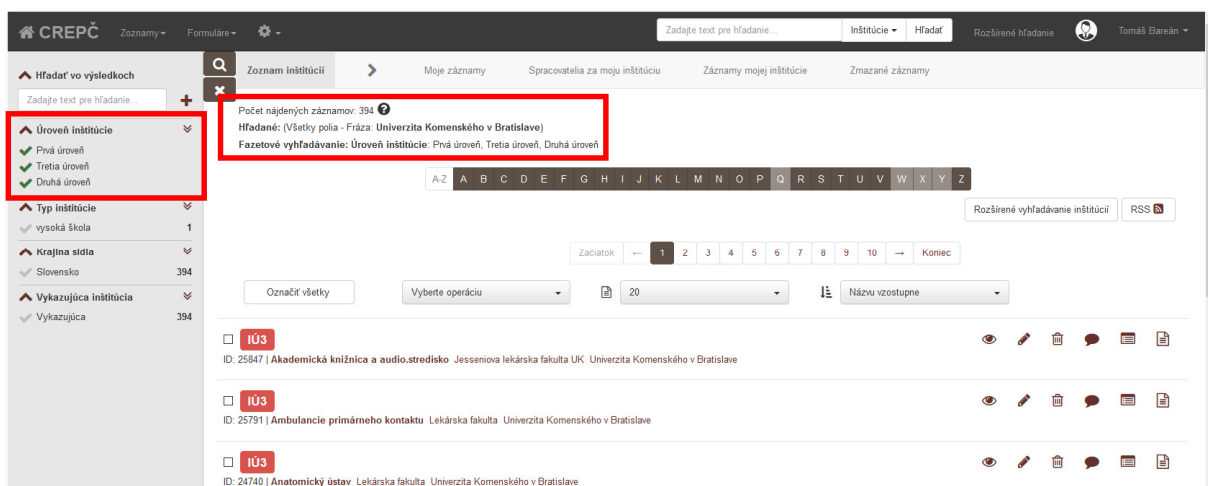 CREPČ Zoznamy Formuláre Zadajte text pre hľadanie... Inštitúcie Hľadať Rozšírené hľadanie Tomáš Bareán
Hľadať vo výsledkoch
Zadajte text pre hľadanie...
Úroveň inštitúcie
Prvá úroveň
Tretia úroveň
Druhá úroveň
Typ inštitúcie
vysoká škola 1
Krajina sídla
Slovensko 394
Vykazujúca inštitúcia
Vykazujúca 394
Zoznam inštitúcií Moje záznamy Spracovatelia za moju inštitúciu Záznamy mojej inštitúcie Zmazané záznamy
Počet nájdených záznamov: 394
Hľadané: (Všetky polia - Fráza: Univerzita Komenského v Bratislave)
Fazetové vyhľadávanie: Úroveň inštitúcie: Prvá úroveň, Tretia úroveň, Druhá úroveň
A-Z A B C D E F G H I J K L M N O P Q R S T U V W X Y Z
Rozšírené vyhľadávanie inštitúcií RSS
Začiatok ← 1 2 3 4 5 6 7 8 9 10 → Koniec
Označiť všetky Vyberte operáciu 20 Názvu vzostupne
IÚ3
ID: 25847 | Akademická knižnica a audio.stredisko Jesseniova lekárska fakulta UK Univerzita Komenského v Bratislave
IÚ3
ID: 25791 | Ambulancie primárneho kontaktu Lekárska fakulta Univerzita Komenského v Bratislave
IÚ3
ID: 24740 | Anatomický ústav Lekárska fakulta Univerzita Komenského v Bratislave